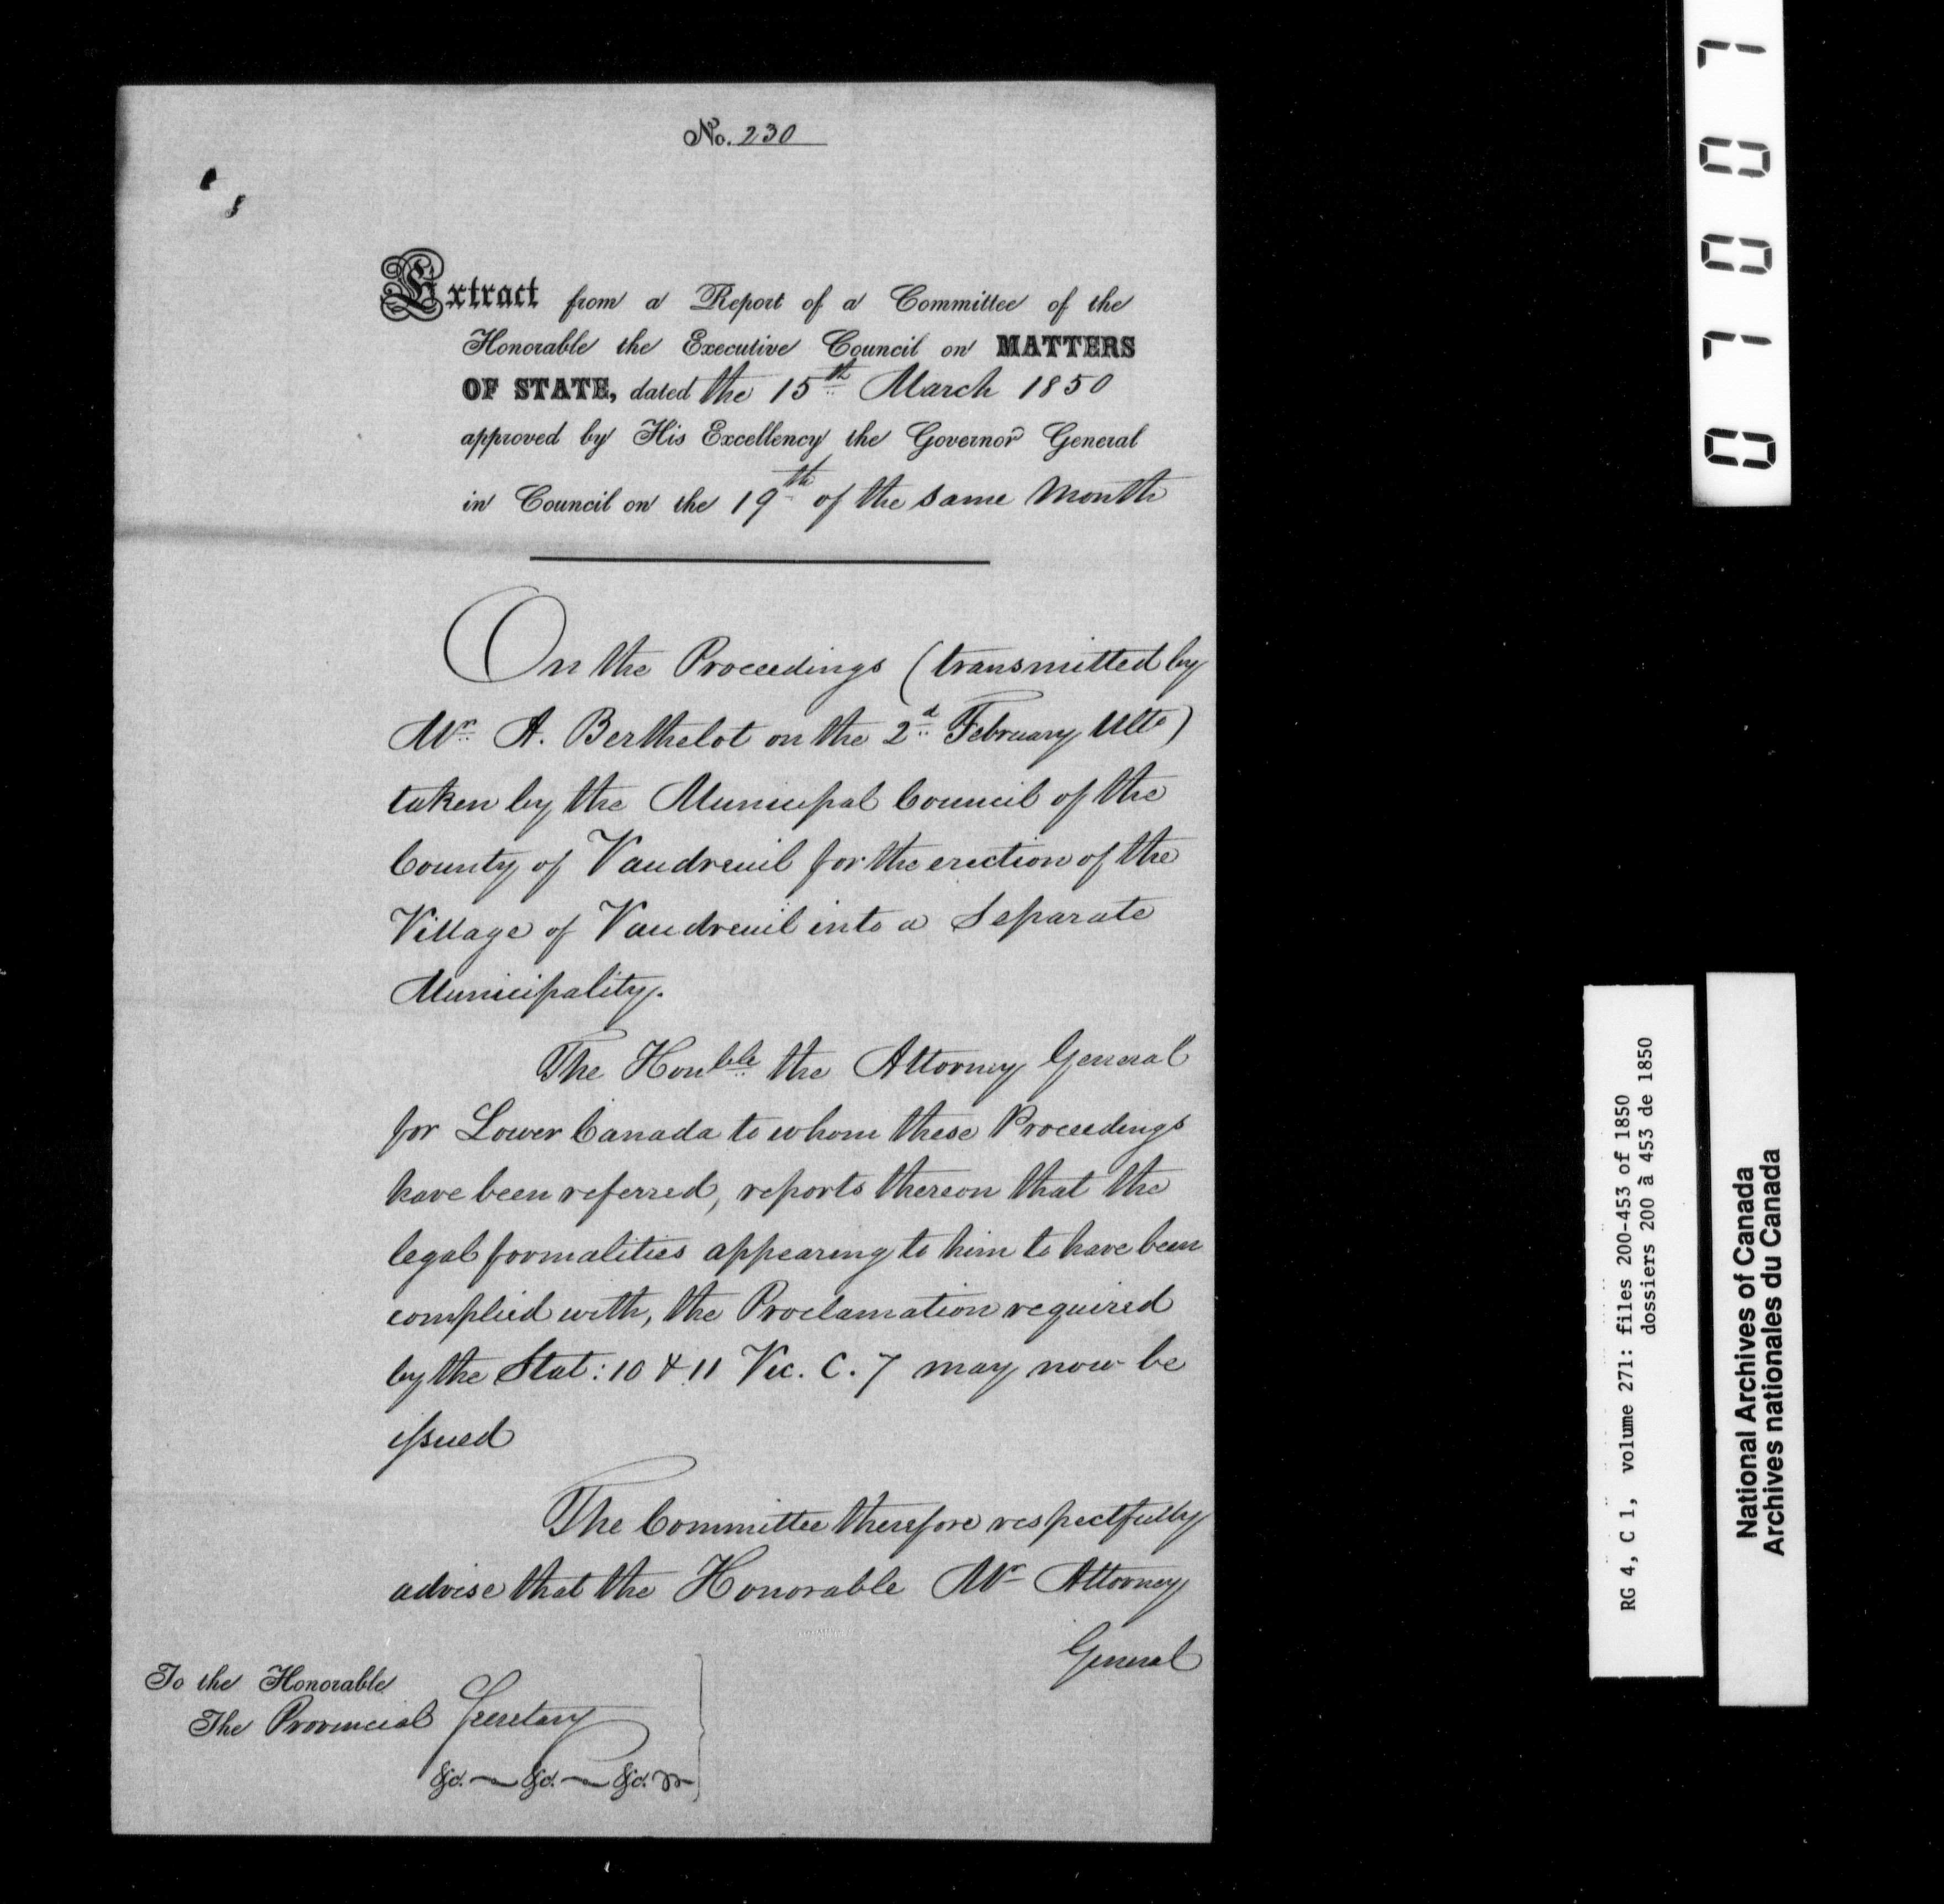 No. 230
Extract from a Report of a Committee of the
Honorable the Executive Council on MATTERS
OF STATE, dated the 15th March 1850
approved by His Excellency the Governor General
in Council on the 19th of the same Month
On the Proceedings (transmitted by
Mr. A. Berthelot on the 2d February Ulto)
taken by the Municipal Council of the
County of Vaudreuil for the erection of the
Village of Vaudreuil into a Separate
Municipality.
The Honble the Attorney General
for Lower Canada to whom these Proceedings
have been referred, reports thereon that the
legal formalities appearing to him to have been
complied with, the Proclamation required
by the Stat: 10 & 11 Vic. C. 7 may now be
issued
The Committee therefore respectfully
advise that the Honorable Mr Attorney
General
To the Honorable
The Provincial Secretary
&c. &c. &c.
07007
RG 4, C 1, volume 271: files 200-453 of 1850
dossiers 200 à 453 de 1850
National Archives of Canada
Archives nationales du Canada